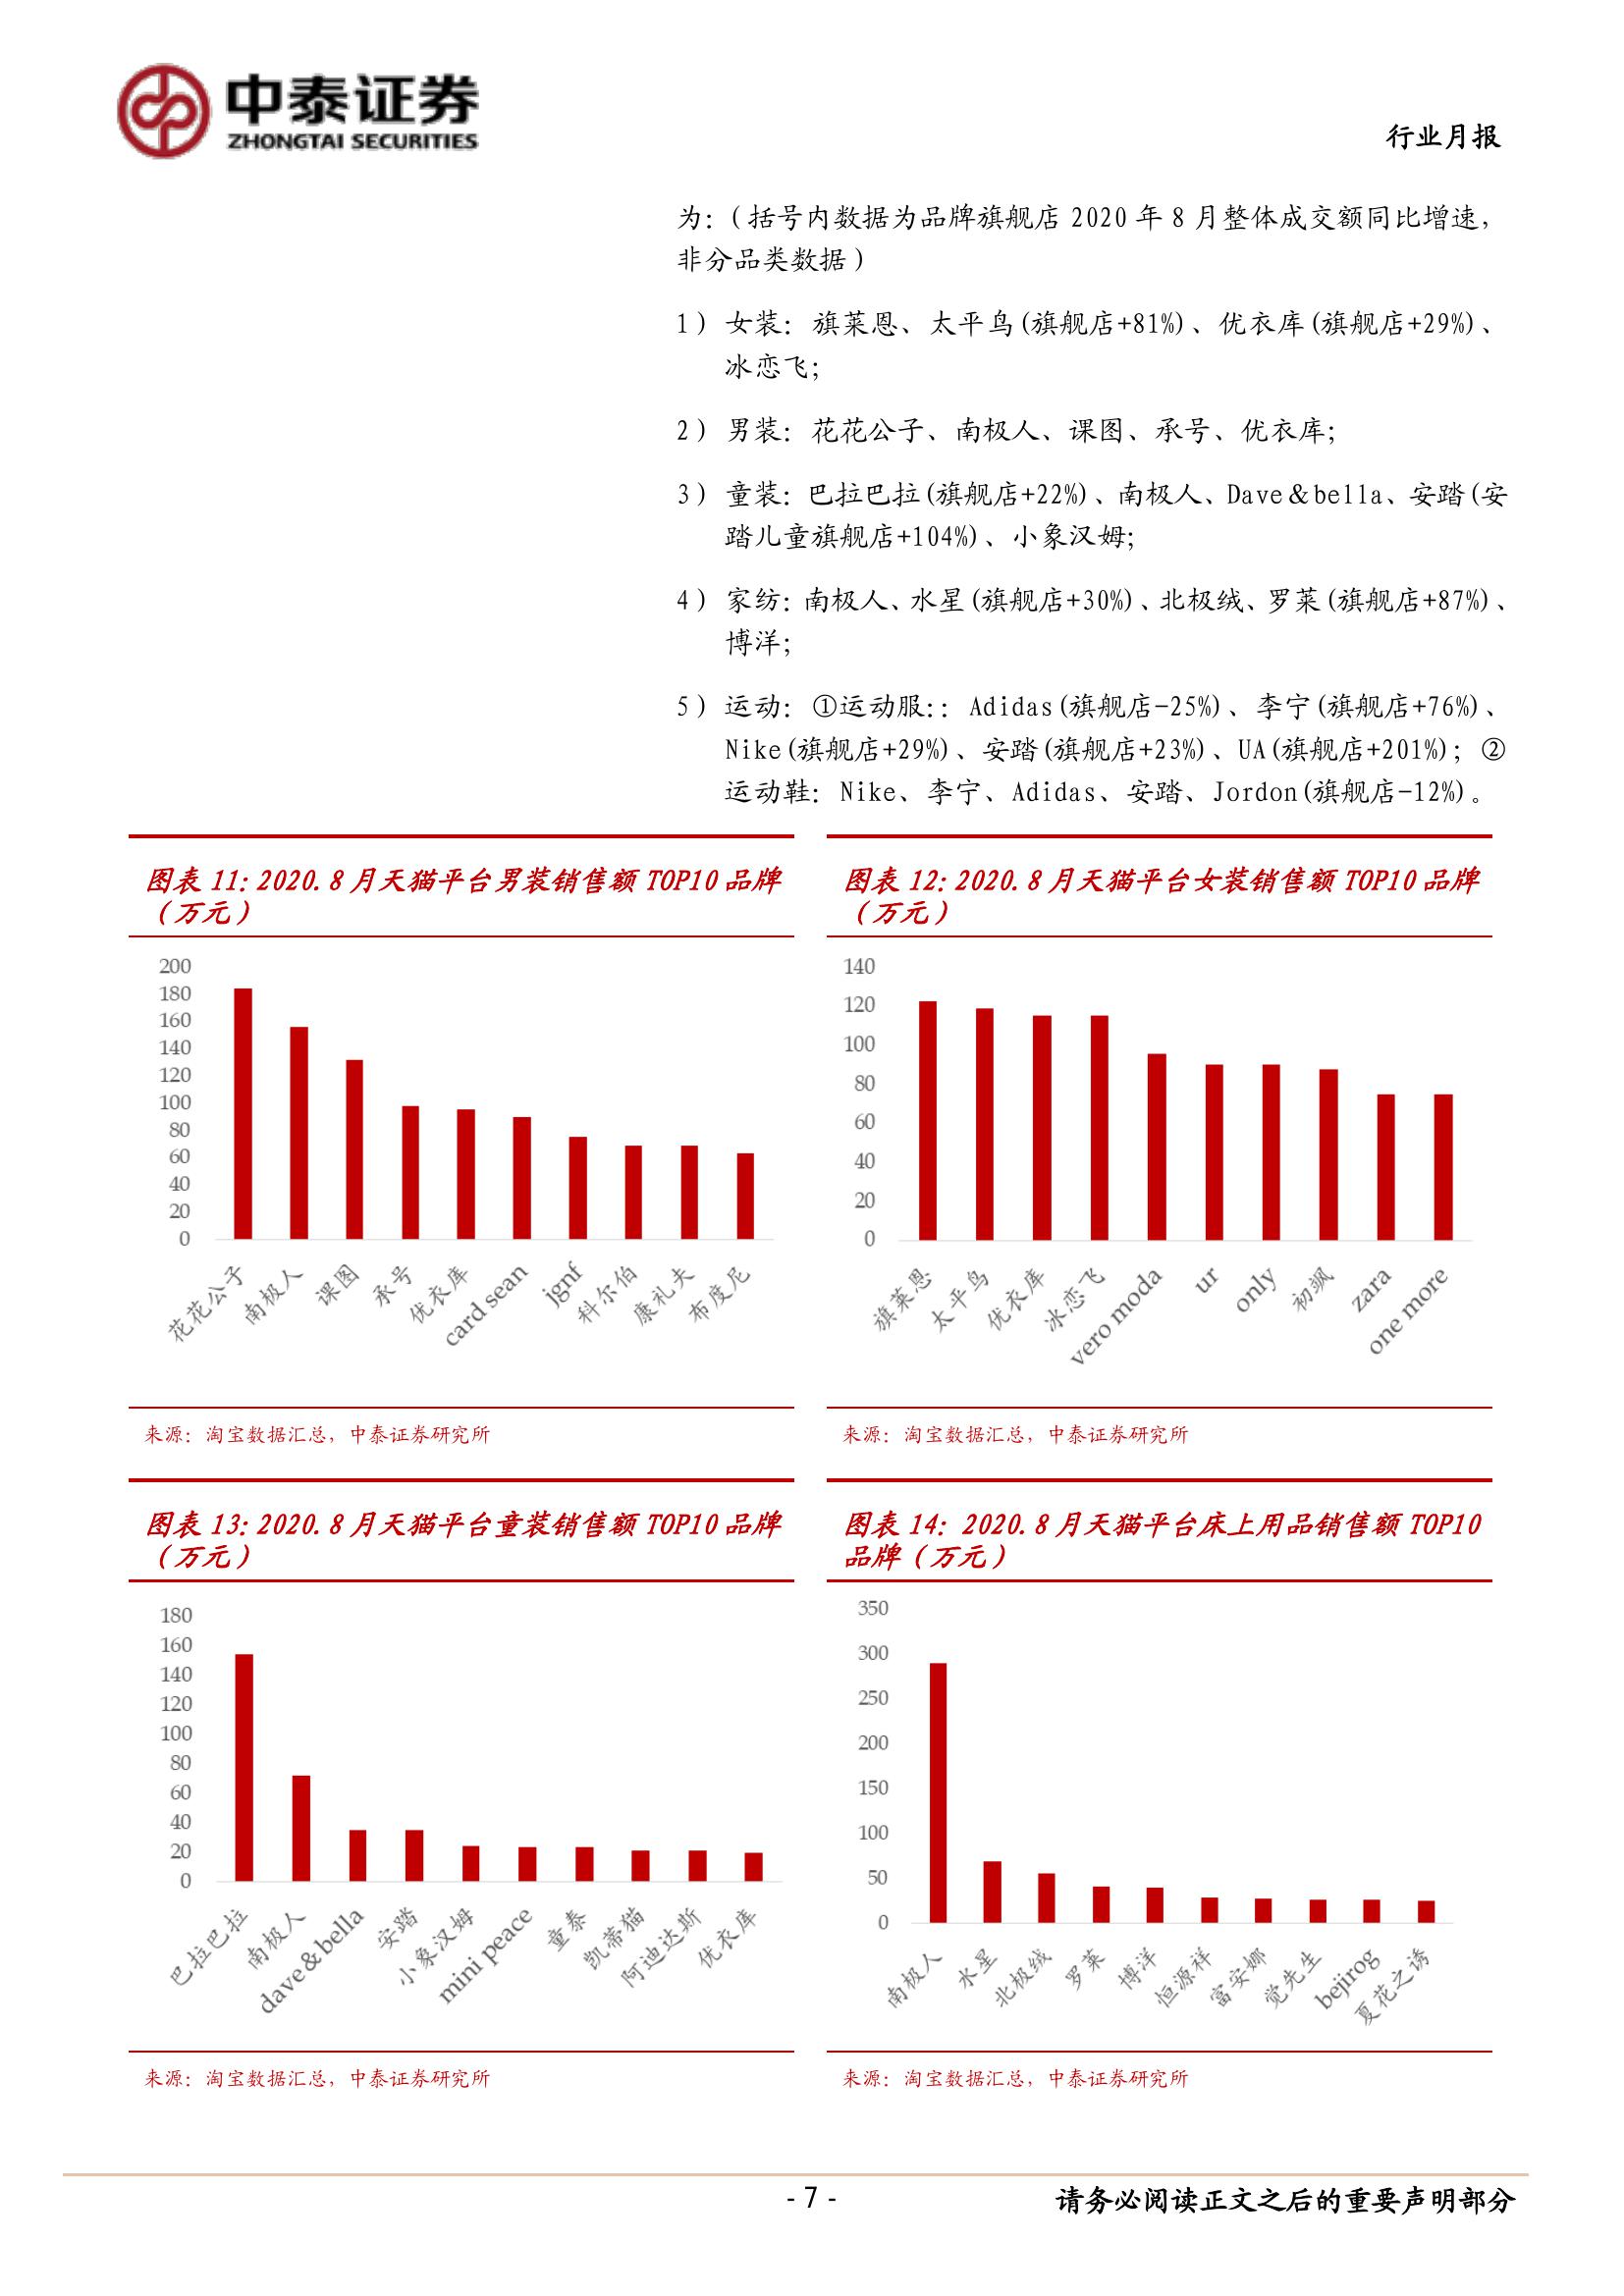 中泰证券
ZHONGTAI SECURITIES
行业月报
为：（括号内数据为品牌旗舰店 2020 年 8 月整体成交额同比增速，
非分品类数据）
1） 女装：旗莱恩、太平鸟(旗舰店+81%)、优衣库(旗舰店+29%)、
冰恋飞；
2） 男装：花花公子、南极人、课图、承号、优衣库；
3） 童装：巴拉巴拉(旗舰店+22%)、南极人、Dave＆bella、安踏(安
踏儿童旗舰店+104%)、小象汉姆；
4） 家纺：南极人、水星(旗舰店+30%)、北极绒、罗莱(旗舰店+87%)、
博洋；
5） 运动：①运动服：：Adidas(旗舰店-25%)、李宁(旗舰店+76%)、
Nike(旗舰店+29%)、安踏(旗舰店+23%)、UA(旗舰店+201%)；②
运动鞋：Nike、李宁、Adidas、安踏、Jordon(旗舰店-12%)。
图表 11：2020.8 月天猫平台男装销售额 TOP10 品牌
（万元）
200
180
160
140
120
100
80
60
40
20
0
花花公子
南极人
课图
承号
优衣库
card sean
jgnf
科尔伯
康礼夫
布度尼
来源：淘宝数据汇总，中泰证券研究所
图表 12：2020.8 月天猫平台女装销售额 TOP10 品牌
（万元）
140
120
100
80
60
40
20
0
旗莱恩
太平鸟
优衣库
冰恋飞
vero moda
ur
only
初飒
zara
one more
来源：淘宝数据汇总，中泰证券研究所
图表 13：2020.8 月天猫平台童装销售额 TOP10 品牌
（万元）
180
160
140
120
100
80
60
40
20
0
巴拉巴拉
南极人
dave＆bella
安踏
小象汉姆
mini peace
童泰
凯蒂猫
阿迪达斯
优衣库
来源：淘宝数据汇总，中泰证券研究所
图表 14：2020.8 月天猫平台床上用品销售额 TOP10
品牌（万元）
350
300
250
200
150
100
50
0
南极人
水星
北极绒
罗莱
博洋
恒源祥
富安娜
觉先生
bejirog
夏花之诱
来源：淘宝数据汇总，中泰证券研究所
- 7 -
请务必阅读正文之后的重要声明部分